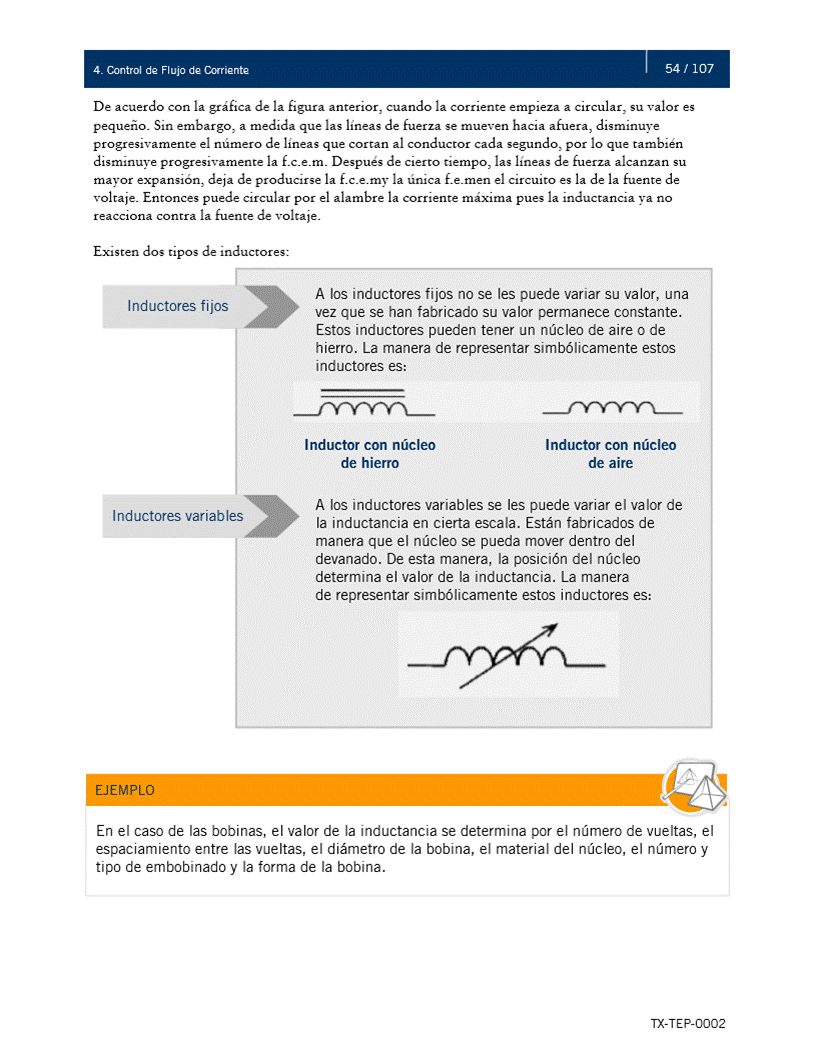 4. Control de Flujo de Corriente
54 / 107
De acuerdo con la gráfica de la figura anterior, cuando la corriente empieza a circular, su valor es
pequeño. Sin embargo, a medida que las líneas de fuerza se mueven hacia afuera, disminuye
progresivamente el número de líneas que cortan al conductor cada segundo, por lo que también
disminuye progresivamente la f.c.e.m. Después de cierto tiempo, las líneas de fuerza alcanzan su
mayor expansión, deja de producirse la f.c.e.my la única f.e.men el circuito es la de la fuente de
voltaje. Entonces puede circular por el alambre la corriente máxima pues la inductancia ya no
reacciona contra la fuente de voltaje.
Existen dos tipos de inductores:
Inductores fijos
A los inductores fijos no se les puede variar su valor, una
vez que se han fabricado su valor permanece constante.
Estos inductores pueden tener un núcleo de aire o de
hierro. La manera de representar simbólicamente estos
inductores es:
Inductor con núcleo
de hierro
Inductor con núcleo
de aire
Inductores variables
A los inductores variables se les puede variar el valor de
la inductancia en cierta escala. Están fabricados de
manera que el núcleo se pueda mover dentro del
devanado. De esta manera, la posición del núcleo
determina el valor de la inductancia. La manera
de representar simbólicamente estos inductores es:
EJEMPLO
En el caso de las bobinas, el valor de la inductancia se determina por el número de vueltas, el
espaciamiento entre las vueltas, el diámetro de la bobina, el material del núcleo, el número y
tipo de embobinado y la forma de la bobina.
TX-TEP-0002